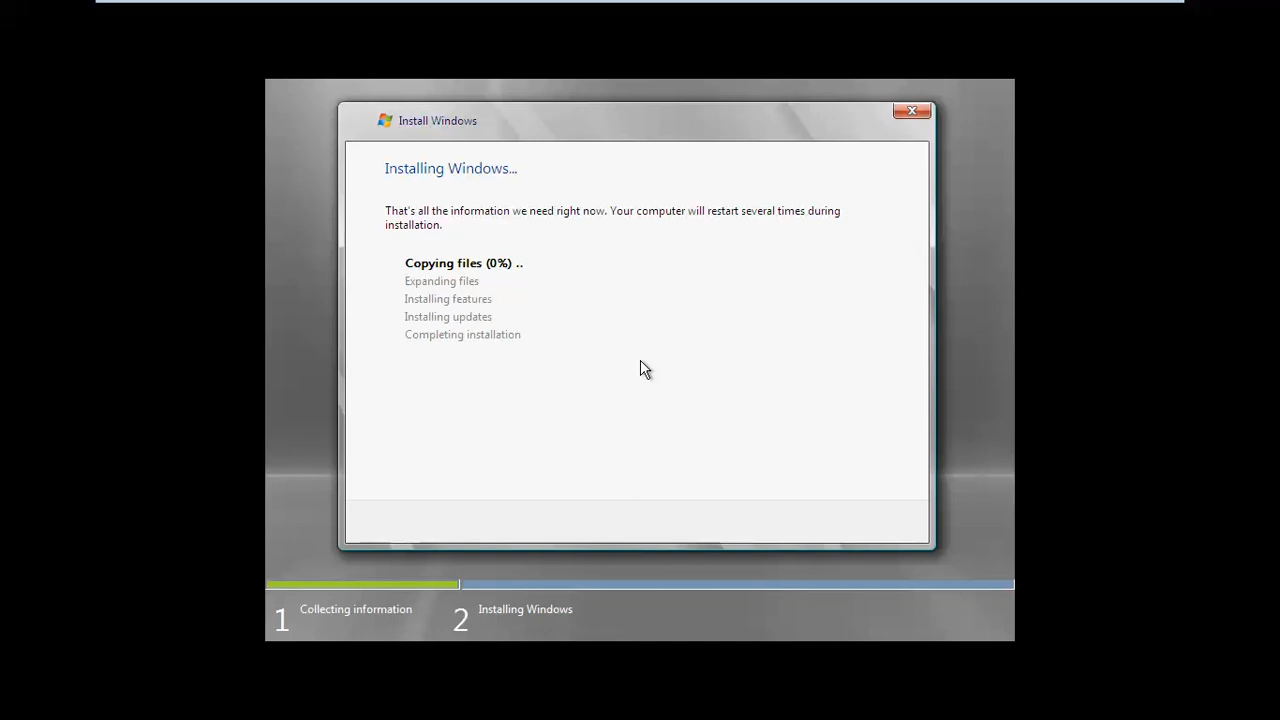 Install Windows
Installing Windows...
That's all the information we need right now. Your computer will restart several times during
installation.
Copying files (0%) ..
Expanding files
Installing features
Installing updates
Completing installation
1 Collecting information
2 Installing Windows